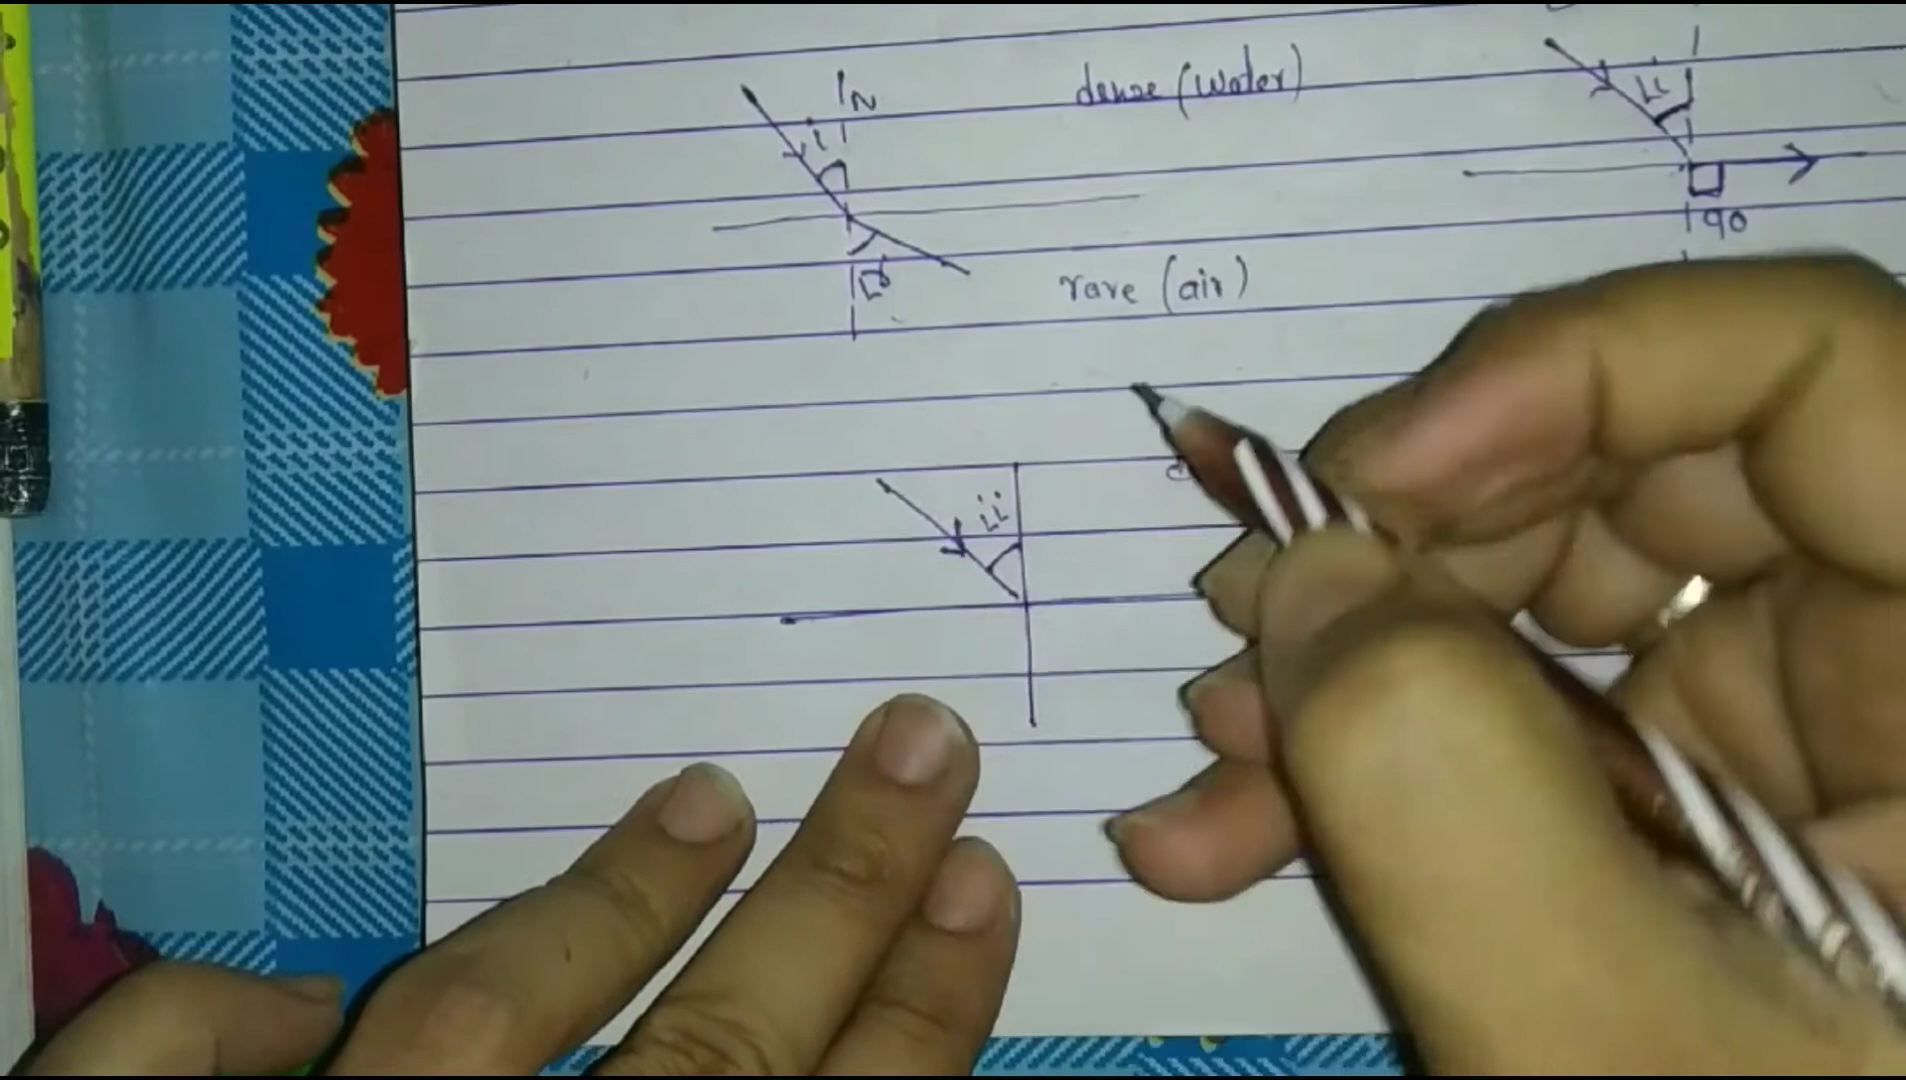 N
i
∠r
dense (water)
rare (air)
∠i
90
∠i